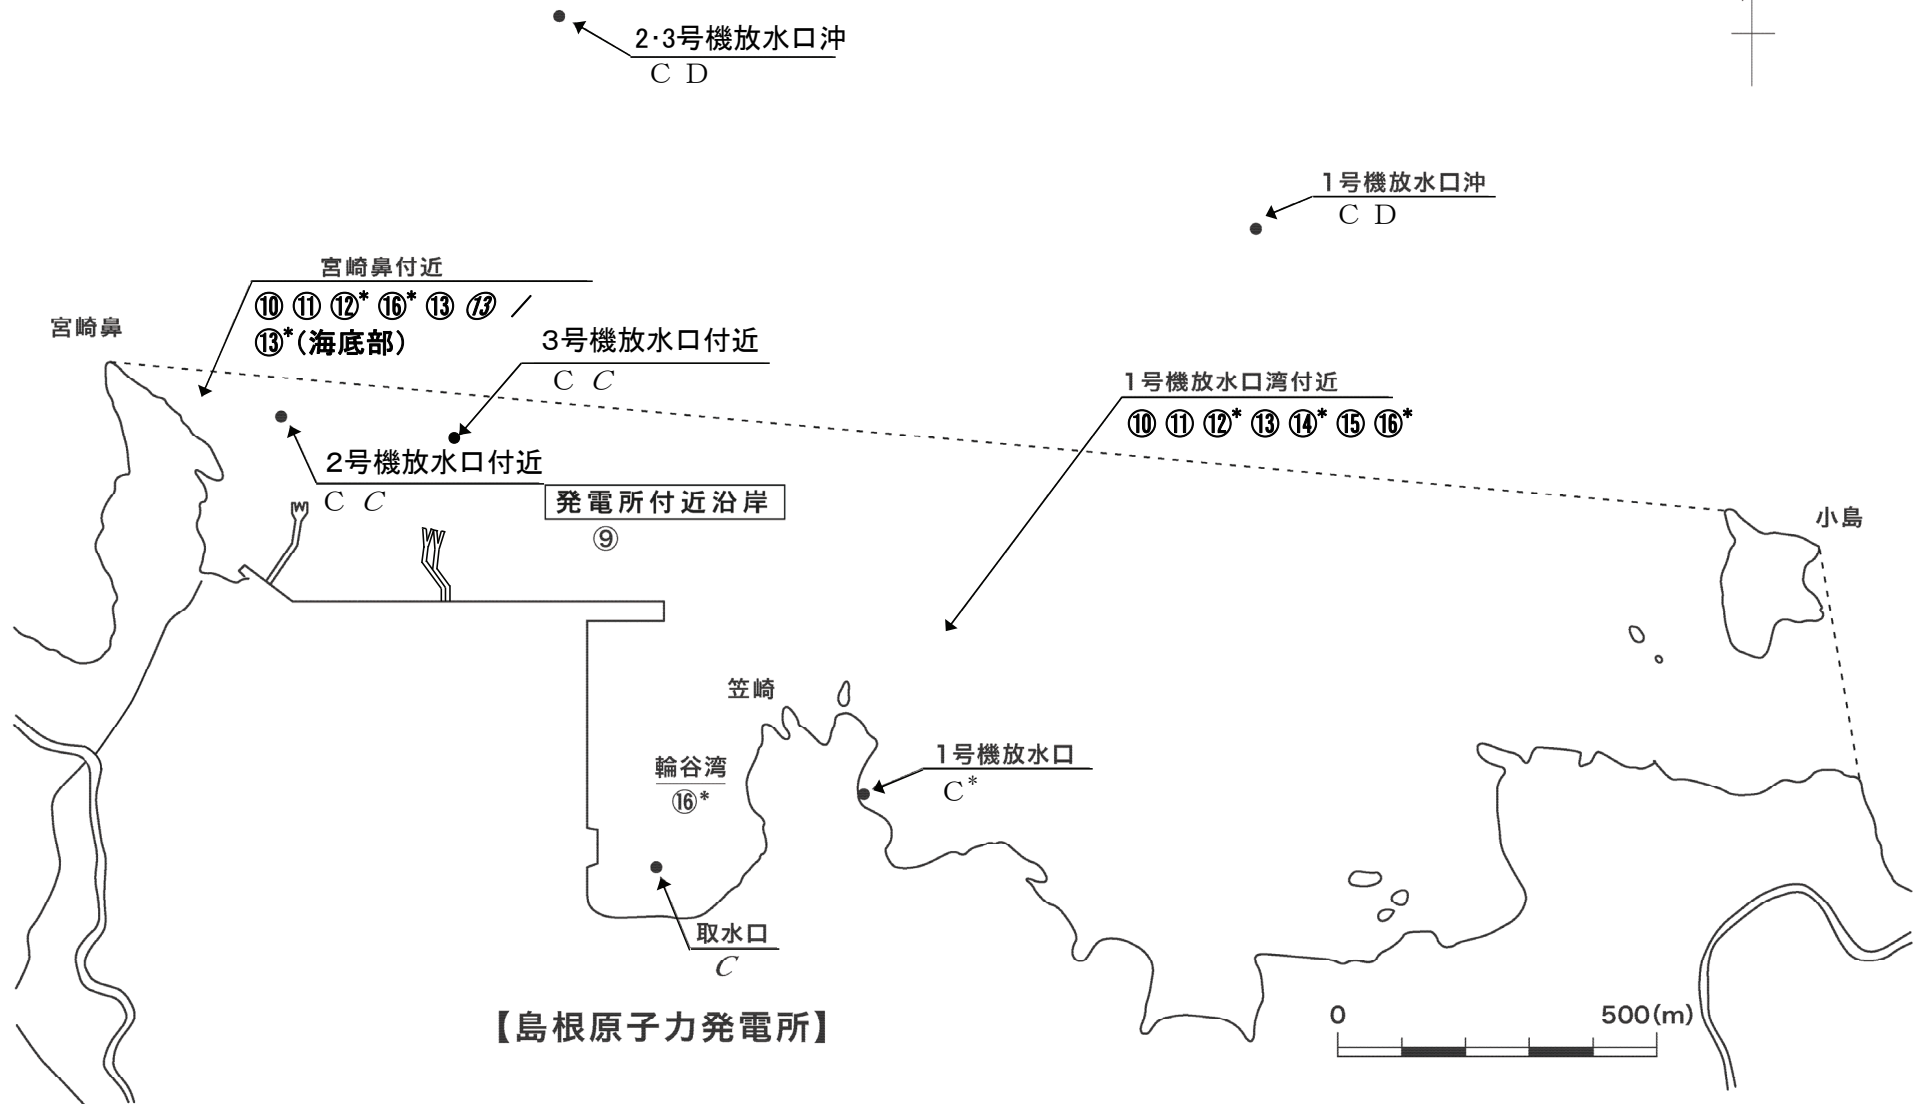 2･3号機放水口沖
C D
1号機放水口沖
C D
宮崎鼻付近
⑩ ⑪ ⑫* ⑯* ⑬ ⑬ /
⑬*(海底部)
宮崎鼻
3号機放水口付近
C C
1号機放水口湾付近
⑩ ⑪ ⑫* ⑬ ⑭* ⑮ ⑯*
2号機放水口付近
C C
発電所付近沿岸
⑨
小島
笠崎
輪谷湾
⑯*
1号機放水口
C*
取水口
C
【島根原子力発電所】
0 500(m)